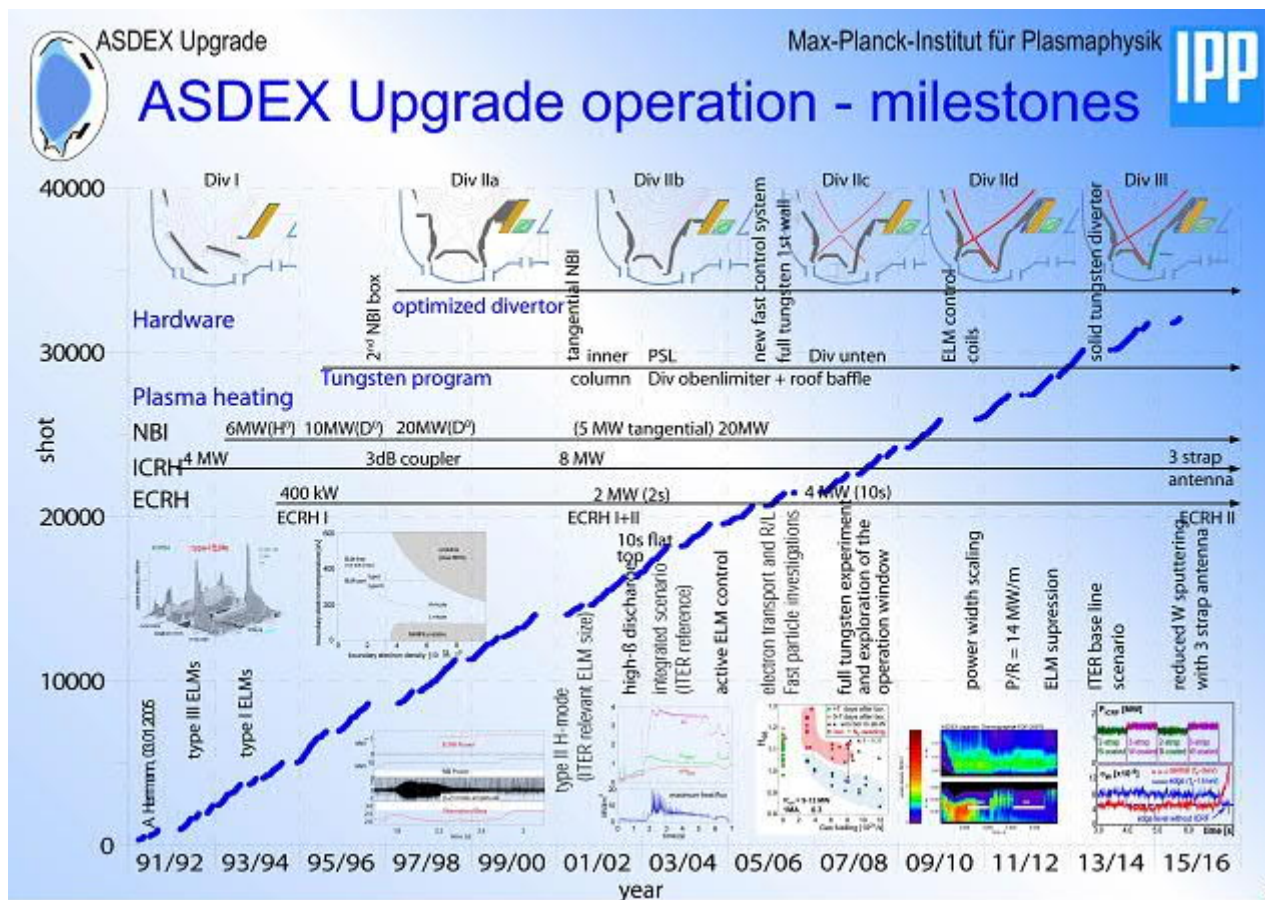 ASDEX Upgrade
Max-Planck-Institut für Plasmaphysik
IPP
ASDEX Upgrade operation - milestones
40000
30000
20000
10000
0
shot
Div I
Div IIa
Div IIb
Div IIc
Div IId
Div III
Hardware
2nd NBI box
optimized divertor
tangential NBI
new fast control system
full tungsten 1st wall
ELM control
coils
solid tungsten divertor
Tungsten program
inner
column
PSL
Div obenlimiter + roof baffle
Div unten
Plasma heating
NBI
6MW(H⁰)
10MW(D⁰)
20MW(D⁰)
(5 MW tangential) 20MW
ICRH
4 MW
3dB coupler
8 MW
3 strap
antenna
ECRH
400 kW
2 MW (2s)
4 MW (10s)
ECRH I
ECRH I+II
ECRH II
type III ELMs
type I ELMs
type II H-mode
(ITER relevant ELM size)
10s flat
top
high-ß discharges
integrated scenario
(ITER reference)
active ELM control
electron transport and R/L
Fast particle investigations
full tungsten experiment
and exploration of the
operation window
power width scaling
P/R = 14 MW/m
ELM supression
ITER base line
scenario
reduced W sputtering
with 3 strap antenna
maximum heatflux
time [s]
91/92
93/94
95/96
97/98
99/00
01/02
03/04
05/06
07/08
09/10
11/12
13/14
15/16
year